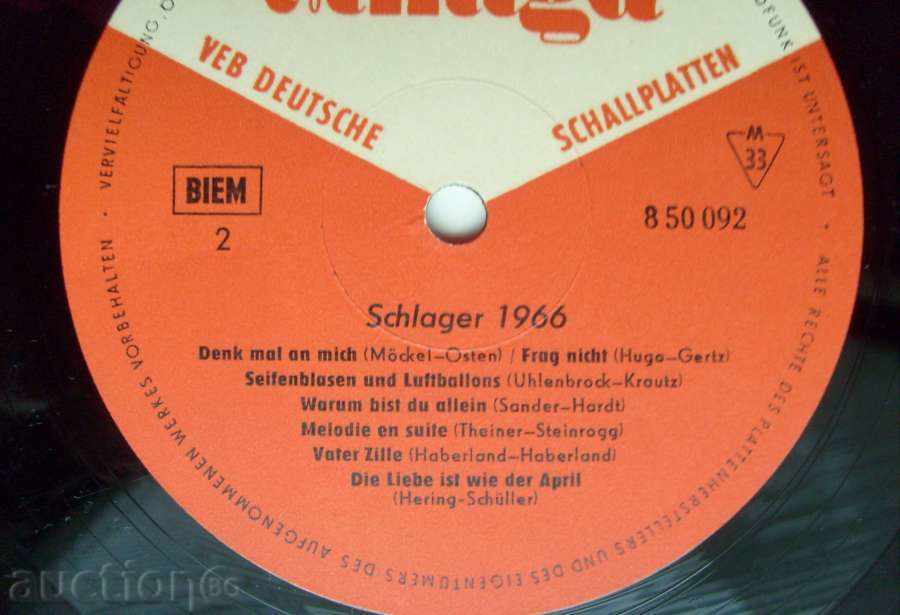 VEB DEUTSCHE SCHALLPLATTEN
BIEM
2
M
33
8 50 092
Schlager 1966
Denk mal an mich (Möckel-Osten) / Frag nicht (Hugo-Gertz)
Seifenblasen und Luftballons (Uhlenbrock-Krautz)
Warum bist du allein (Sander-Hardt)
Melodie en suite (Theiner-Steinrogg)
Vater Zille (Haberland-Haberland)
Die Liebe ist wie der April
(Hering-Schüller)
IST UNTERSAGT · ALLE RECHTE DES PLATTENHERSTELLERS UND DES EIGENTÜMERS DES AUFGENOMMENEN WERKES VORBEHALTEN · VERVIELFÄLTIGUNG,
auction.bg